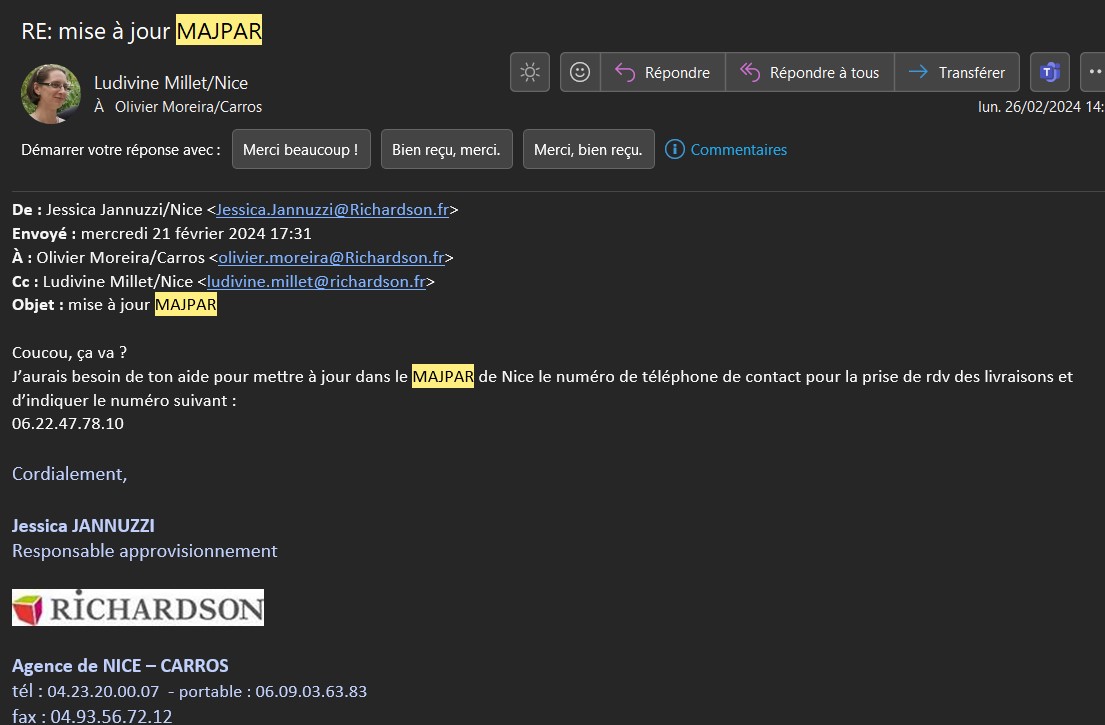 RE: mise à jour MAJPAR
Ludivine Millet/Nice
À Olivier Moreira/Carros
Répondre
Répondre à tous
Transférer
lun. 26/02/2024 14:
Démarrer votre réponse avec :
Merci beaucoup !
Bien reçu, merci.
Merci, bien reçu.
Commentaires
De : Jessica Jannuzzi/Nice <Jessica.Jannuzzi@Richardson.fr>
Envoyé : mercredi 21 février 2024 17:31
À : Olivier Moreira/Carros <olivier.moreira@Richardson.fr>
Cc : Ludivine Millet/Nice <ludivine.millet@richardson.fr>
Objet : mise à jour MAJPAR
Coucou, ça va ?
J’aurais besoin de ton aide pour mettre à jour dans le MAJPAR de Nice le numéro de téléphone de contact pour la prise de rdv des livraisons et
d’indiquer le numéro suivant :
06.22.47.78.10
Cordialement,
Jessica JANNUZZI
Responsable approvisionnement
RICHARDSON
Agence de NICE – CARROS
tél : 04.23.20.00.07 - portable : 06.09.03.63.83
fax : 04.93.56.72.12